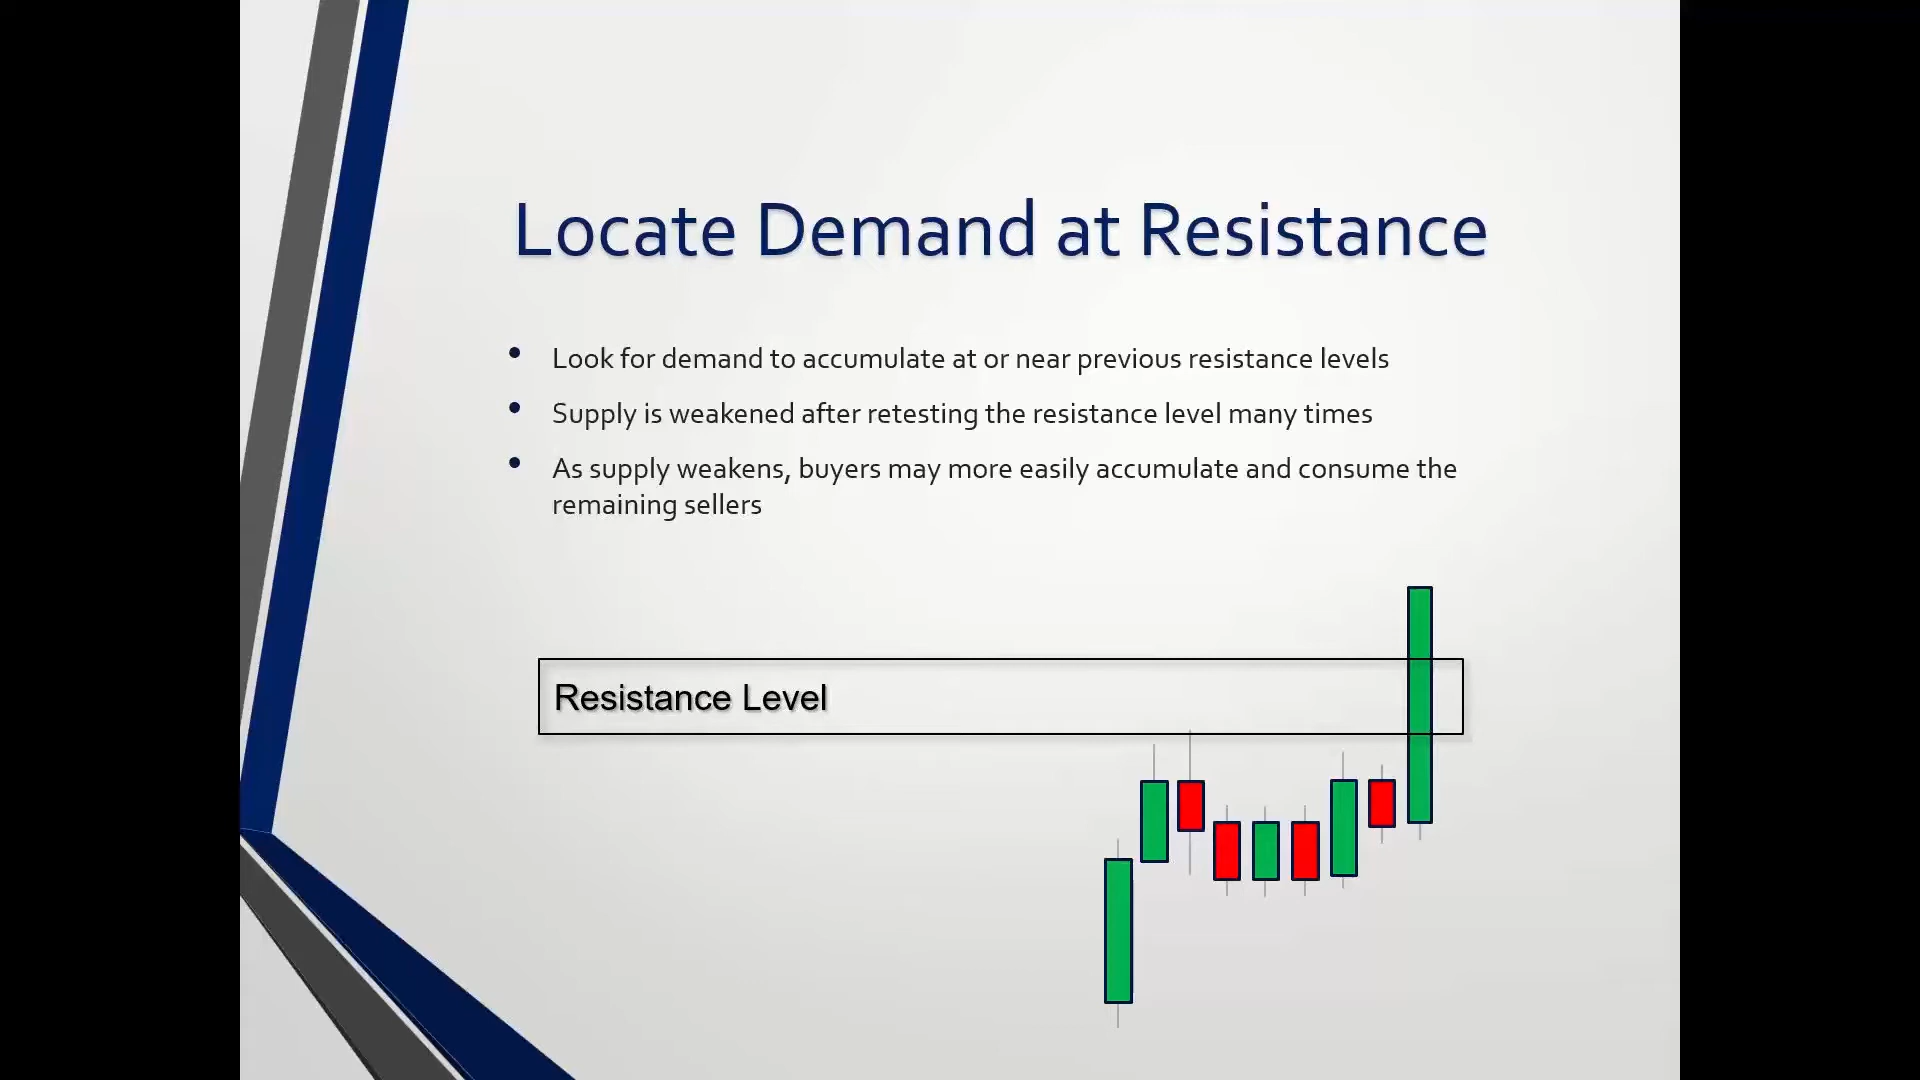 Locate Demand at Resistance
• Look for demand to accumulate at or near previous resistance levels
• Supply is weakened after retesting the resistance level many times
• As supply weakens, buyers may more easily accumulate and consume the
remaining sellers
Resistance Level